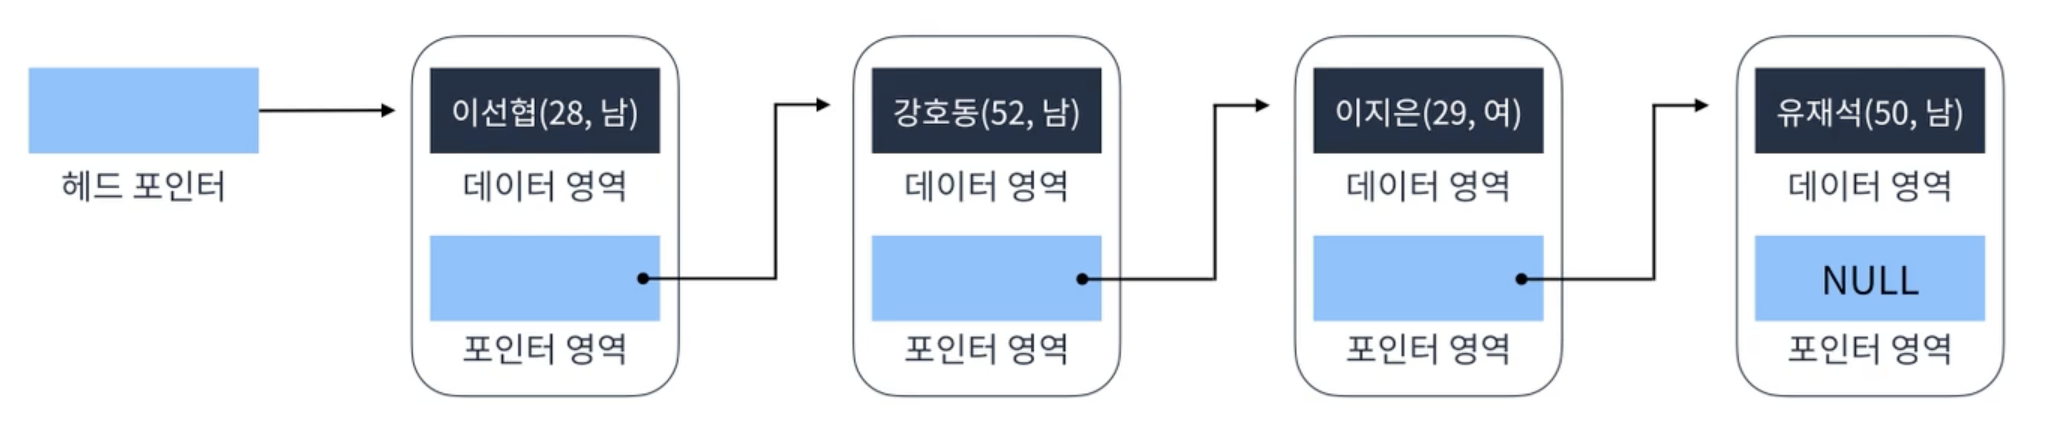 헤드 포인터
이선협(28, 남)
데이터 영역
포인터 영역
강호동(52, 남)
데이터 영역
포인터 영역
이지은(29, 여)
데이터 영역
포인터 영역
유재석(50, 남)
데이터 영역
NULL
포인터 영역